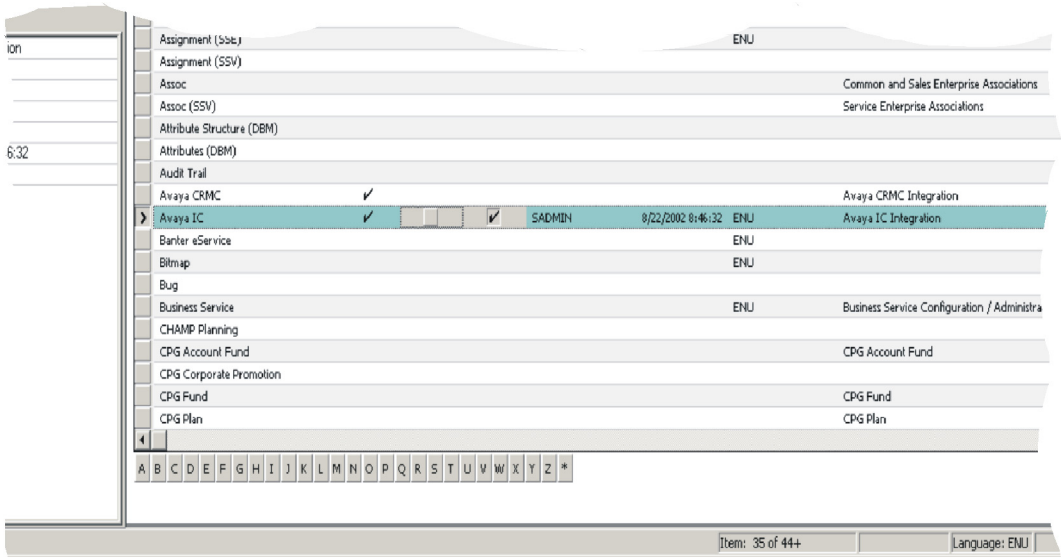 ion
6:32
Assignment (SSE) ENU
Assignment (SSV)
Assoc Common and Sales Enterprise Associations
Assoc (SSV) Service Enterprise Associations
Attribute Structure (DBM)
Attributes (DBM)
Audit Trail
Avaya CRMC ✓ Avaya CRMC Integration
Avaya IC ✓ ✓ SADMIN 8/22/2002 8:46:32 ENU Avaya IC Integration
Banter eService ENU
Bitmap ENU
Bug
Business Service ENU Business Service Configuration / Administra
CHAMP Planning
CPG Account Fund CPG Account Fund
CPG Corporate Promotion
CPG Fund CPG Fund
CPG Plan CPG Plan
A B C D E F G H I J K L M N O P Q R S T U V W X Y Z *
Item: 35 of 44+ Language: ENU